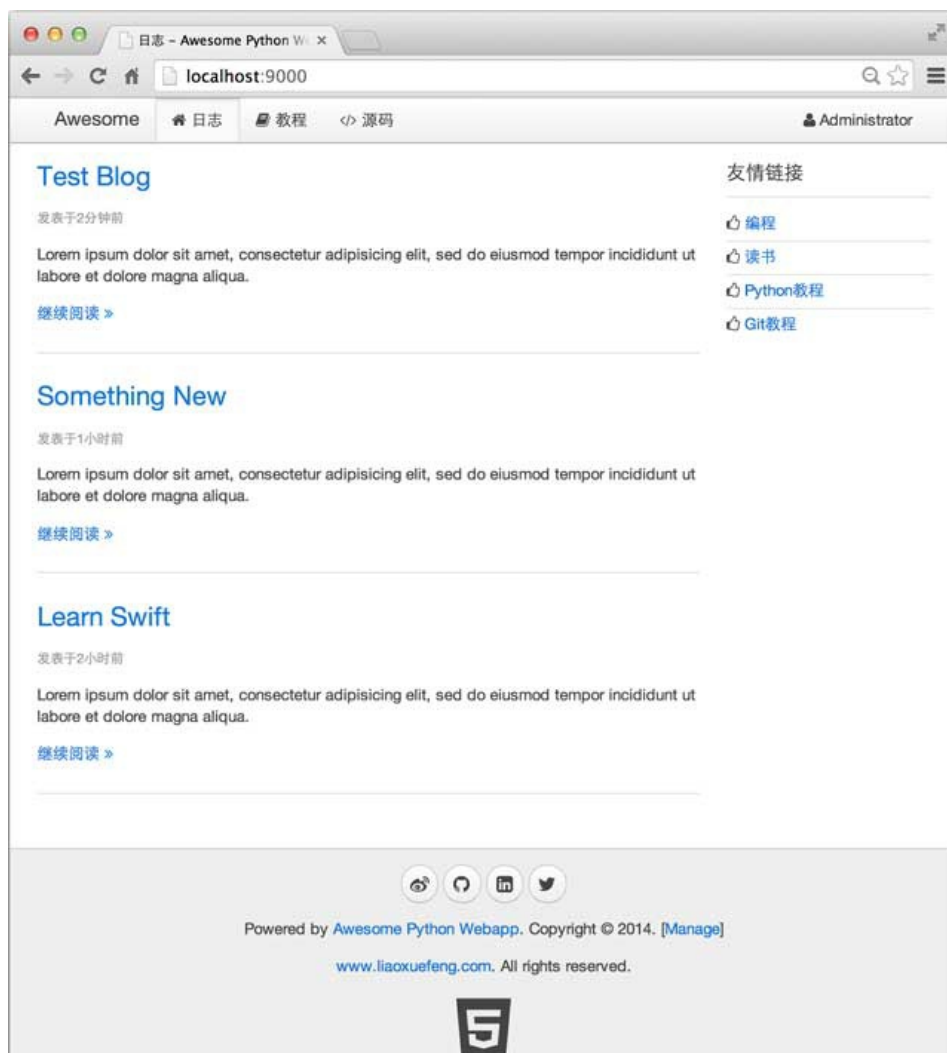 日志 – Awesome Python W
localhost:9000
Awesome 日志 教程 源码 Administrator
Test Blog
发表于2分钟前
Lorem ipsum dolor sit amet, consectetur adipisicing elit, sed do eiusmod tempor incididunt ut
labore et dolore magna aliqua.
继续阅读 »
Something New
发表于1小时前
Lorem ipsum dolor sit amet, consectetur adipisicing elit, sed do eiusmod tempor incididunt ut
labore et dolore magna aliqua.
继续阅读 »
Learn Swift
发表于2小时前
Lorem ipsum dolor sit amet, consectetur adipisicing elit, sed do eiusmod tempor incididunt ut
labore et dolore magna aliqua.
继续阅读 »
友情链接
编程
读书
Python教程
Git教程
Powered by Awesome Python Webapp. Copyright © 2014. [Manage]
www.liaoxuefeng.com. All rights reserved.
5